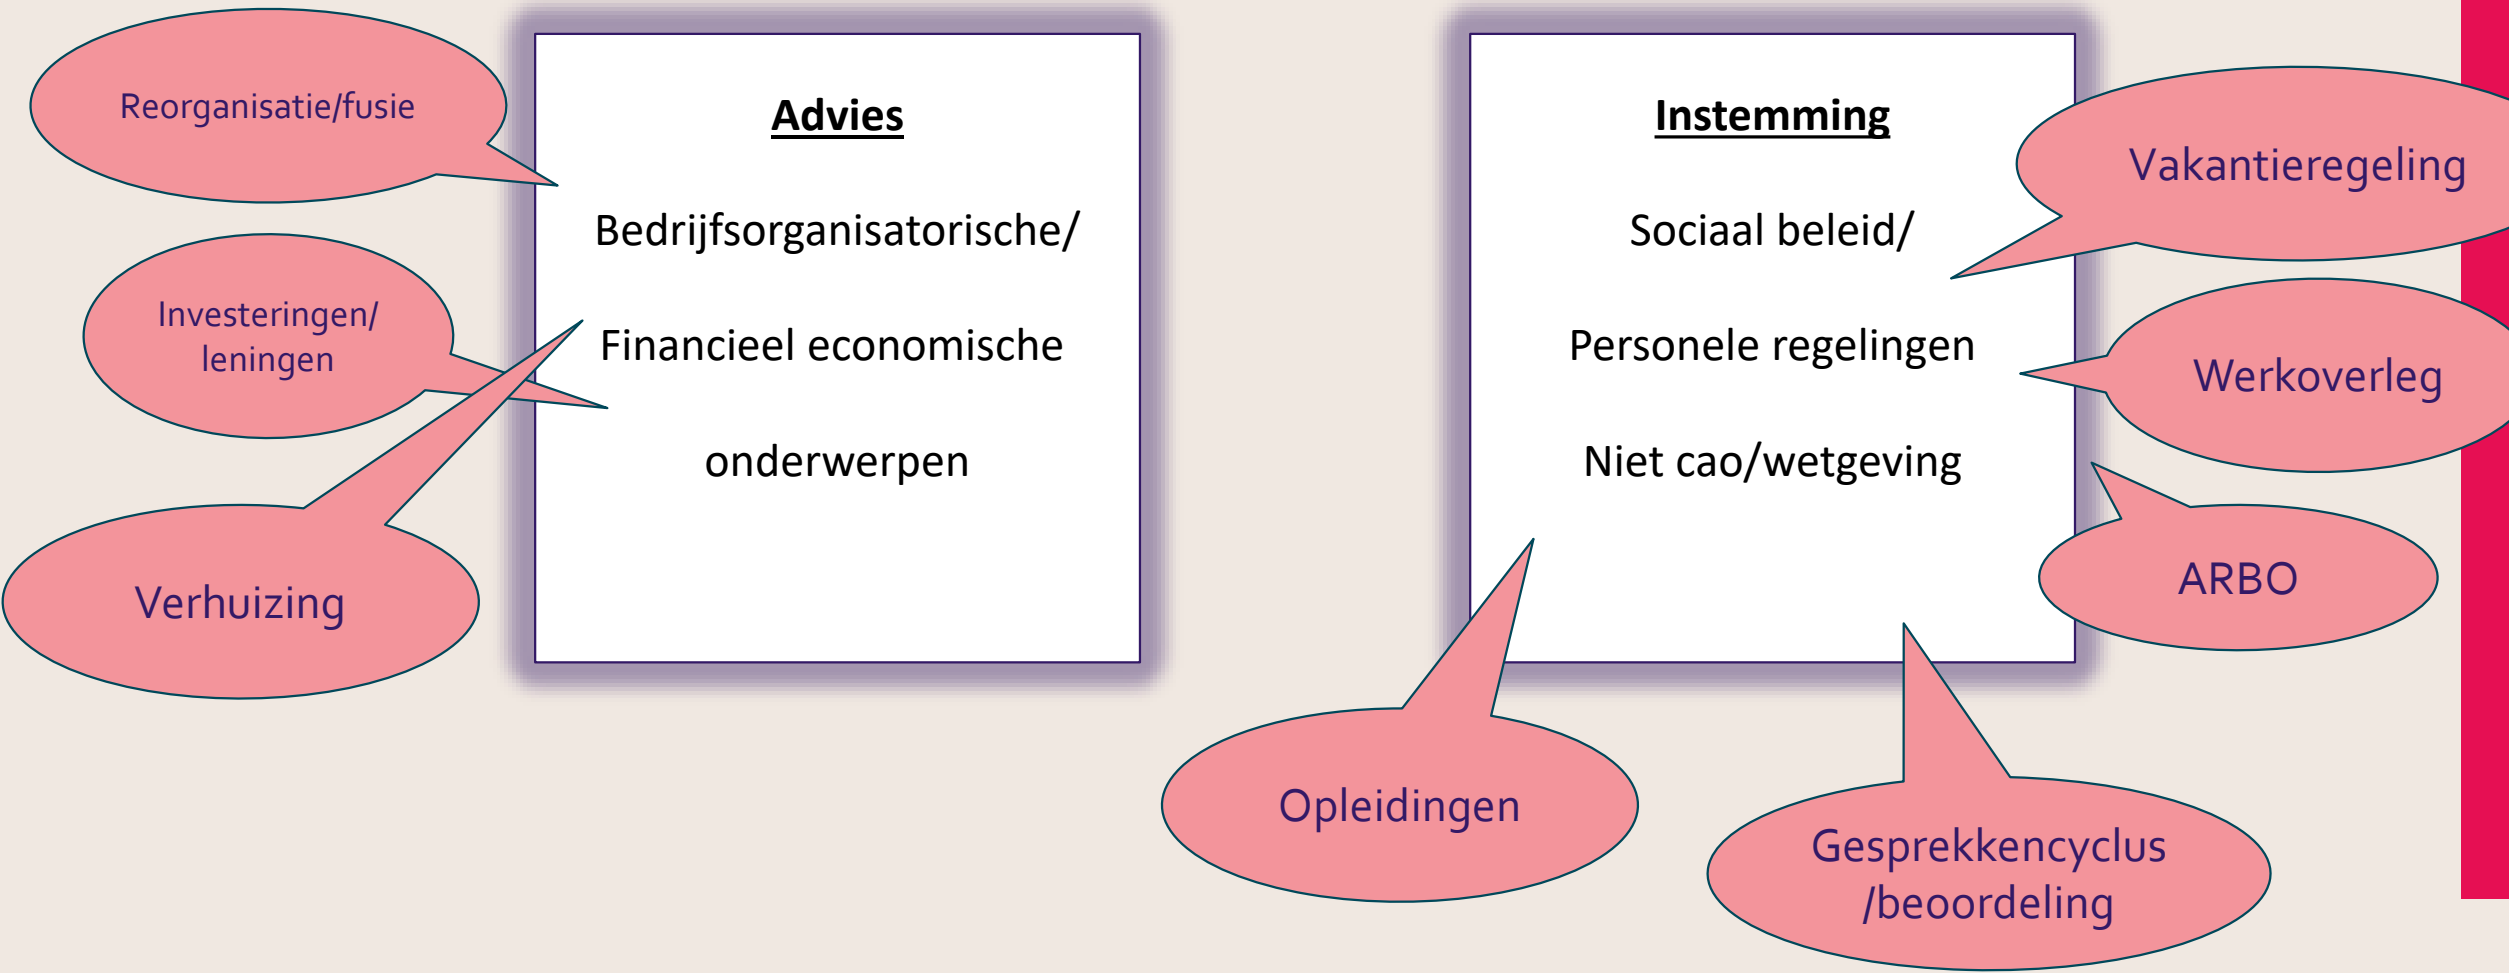 Reorganisatie/fusie
Investeringen/
leningen
Verhuizing
Advies
Bedrijfsorganisatorische/
Financieel economische
onderwerpen
Instemming
Sociaal beleid/
Personele regelingen
Niet cao/wetgeving
Vakantieregeling
Werkoverleg
ARBO
Opleidingen
Gesprekkencyclus
/beoordeling